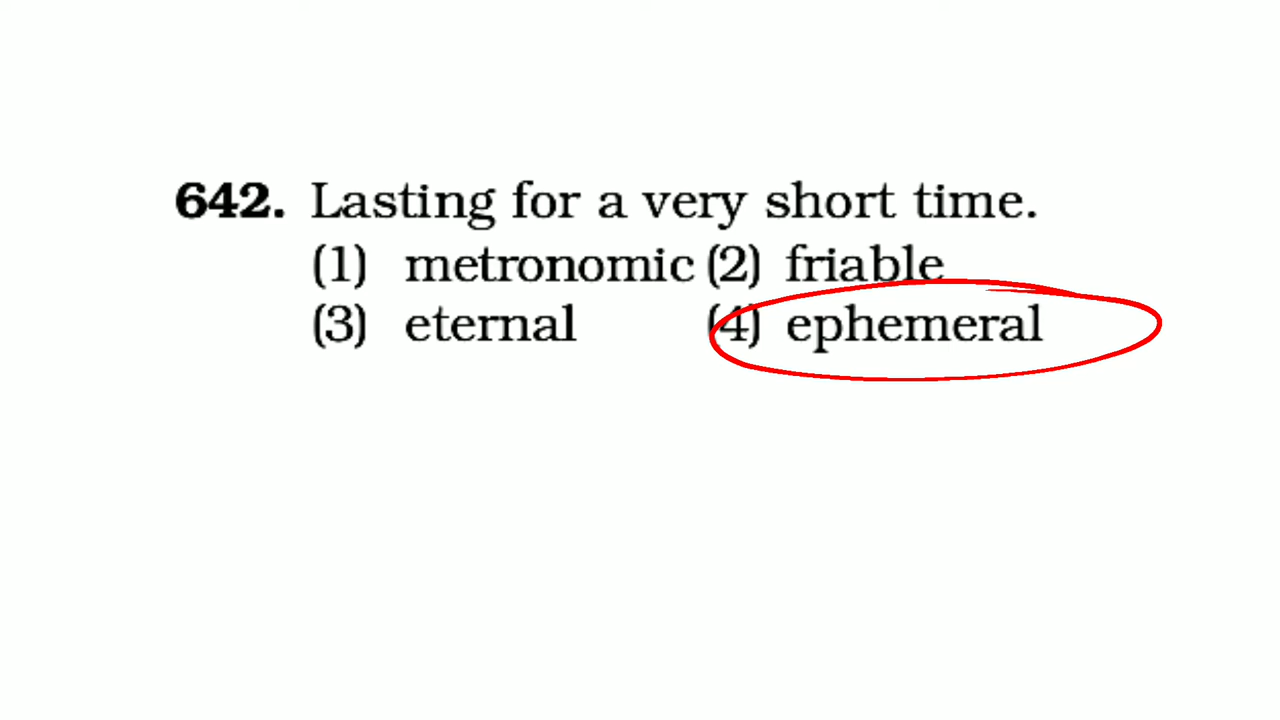 642. Lasting for a very short time.
(1) metronomic (2) friable
(3) eternal (4) ephemeral